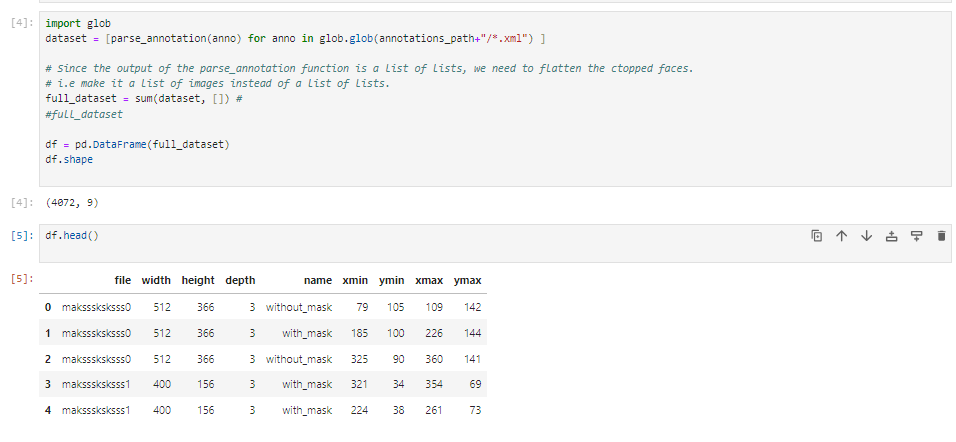 [4]: import glob
dataset = [parse_annotation(anno) for anno in glob.glob(annotations_path+"/*.xml") ]
# Since the output of the parse_annotation function is a list of lists, we need to flatten the ctopped faces.
# i.e make it a list of images instead of a list of lists.
full_dataset = sum(dataset, []) #
#full_dataset
df = pd.DataFrame(full_dataset)
df.shape
[4]: (4072, 9)
[5]: df.head()
[5]:
file width height depth name xmin ymin xmax ymax
0 maksssksksss0 512 366 3 without_mask 79 105 109 142
1 maksssksksss0 512 366 3 with_mask 185 100 226 144
2 maksssksksss0 512 366 3 without_mask 325 90 360 141
3 maksssksksss1 400 156 3 with_mask 321 34 354 69
4 maksssksksss1 400 156 3 with_mask 224 38 261 73